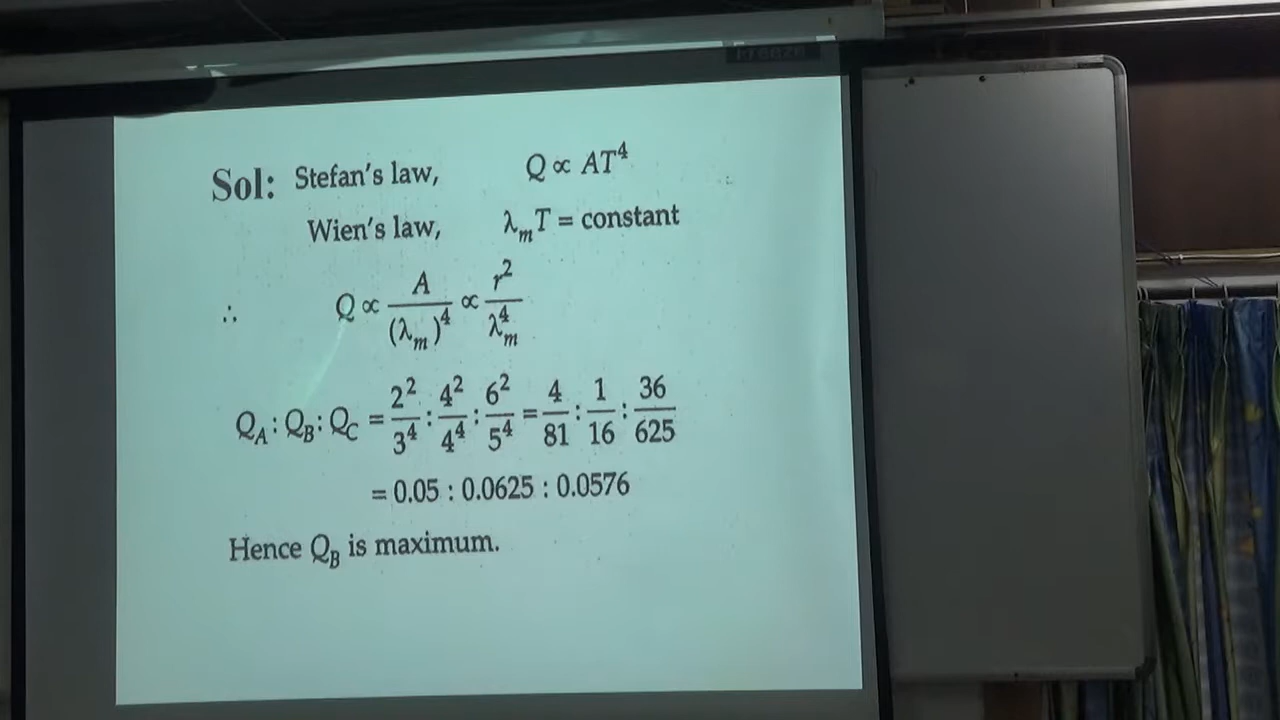 Freeze
Sol: Stefan's law, Q ∝ AT⁴
Wien's law, λₘT = constant
∴ Q ∝ A/(λₘ)⁴ ∝ r²/λₘ⁴
Q_A : Q_B : Q_C = 2²/3⁴ : 4²/4⁴ : 6²/5⁴ = 4/81 : 1/16 : 36/625
= 0.05 : 0.0625 : 0.0576
Hence Q_B is maximum.